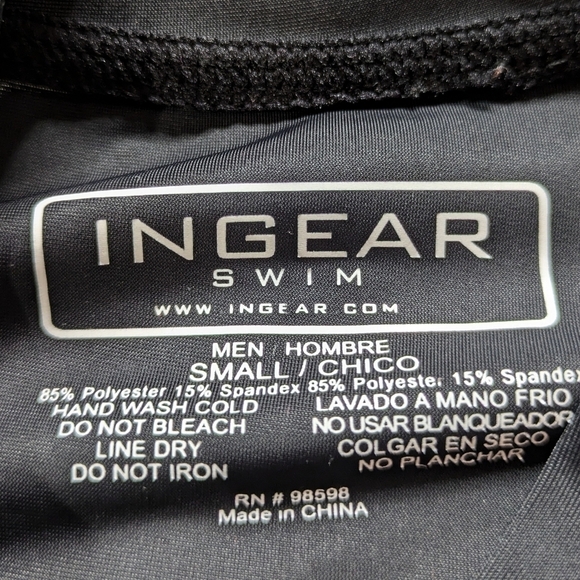 INGEAR
SWIM
WWW INGEAR COM
MEN / HOMBRE
SMALL / CHICO
85% Polyester 15% Spandex 85% Polyester. 15% Spandex
HAND WASH COLD
DO NOT BLEACH
LINE DRY
DO NOT IRON
LAVADO A MANO FRIO
NO USAR BLANQUEADOR
COLGAR EN SECO
NO PLANCHAR
RN # 98598
Made in CHINA